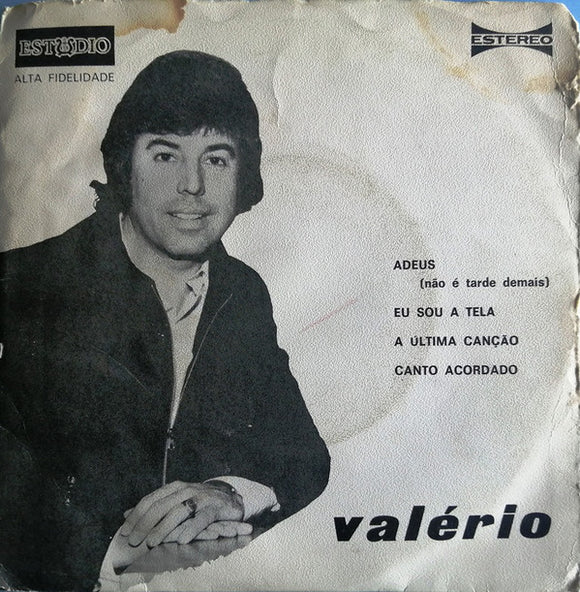 ESTÚDIO
ALTA FIDELIDADE
ESTEREO
ADEUS
(não é tarde demais)
EU SOU A TELA
A ÚLTIMA CANÇÃO
CANTO ACORDADO
valério